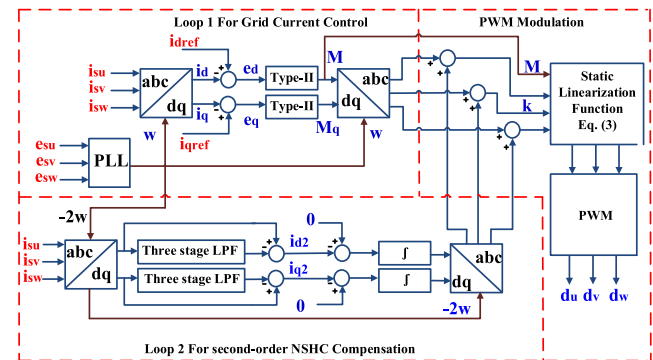 Loop 1 For Grid Current Control
PWM Modulation
idref
isu
isv
isw
abc
dq
id
iq
ed
eq
Type-II
Type-II
M
Mq
abc
dq
w
w
iqref
esu
esv
esw
PLL
M
k
Static
Linearization
Function
Eq. (3)
PWM
du dv dw
-2w
isu
isv
isw
abc
dq
Three stage LPF
Three stage LPF
id2
iq2
0
0
∫
∫
abc
dq
-2w
Loop 2 For second-order NSHC Compensation
- + - + + + + + + + - + - + - + - +